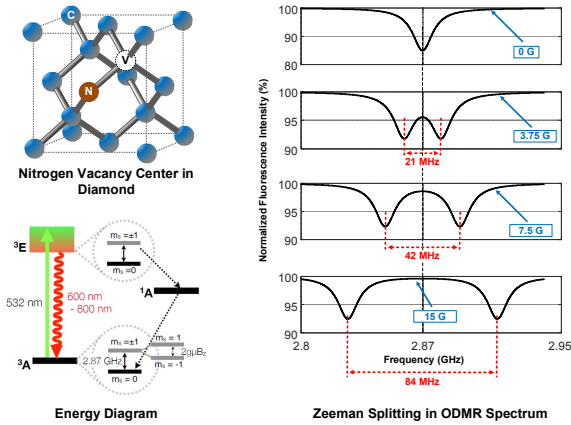 C
V
N
Nitrogen Vacancy Center in
Diamond
³E
532 nm
600 nm
- 800 nm
³A
mₛ =±1
mₛ =0
¹A
mₛ =±1
2.87 GHz
mₛ = 0
mₛ = 1
2gμB_z
mₛ = -1
Energy Diagram
Normalized Fluorescence Intensity (%)
100
90
80
0 G
100
95
90
3.75 G
21 MHz
100
95
90
7.5 G
42 MHz
100
95
90
15 G
2.8
2.87
2.95
Frequency (GHz)
84 MHz
Zeeman Splitting in ODMR Spectrum